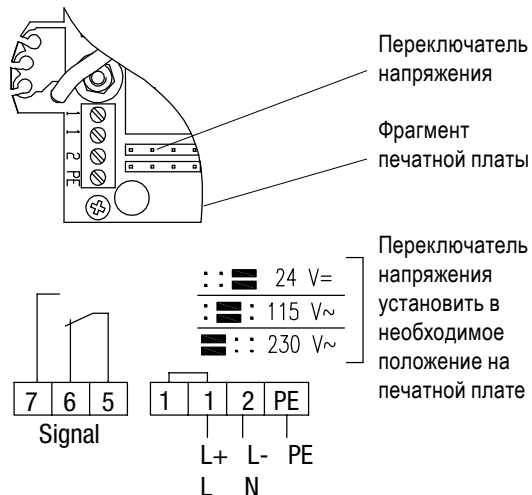 Переключатель
напряжения
Фрагмент
печатной платы
1
1
2
PE
24 V=
115 V~
230 V~
Переключатель
напряжения
установить в
необходимое
положение на
печатной плате
7 6 5
Signal
1 1 2 PE
L+ L- PE
L N